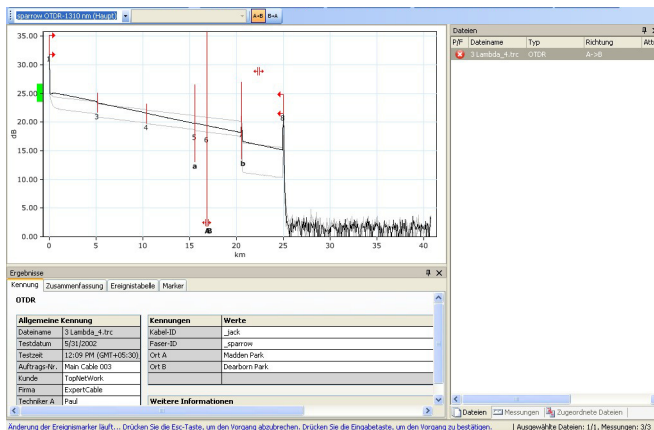 sparrow OTDR-1310 nm (Haupt)
A→B B→A
35.00
30.00
25.00
20.00
15.00
10.00
5.00
0.00
dB
1
3
4
5
6
8
a
b
AB
0 5 10 15 20 25 30 35 40
km
Dateien
P/F Dateiname Typ Richtung Att
3 Lambda_4.trc OTDR A->B
Ergebnisse
Kennung Zusammenfassung Ereignistabelle Marker
OTDR
Allgemeine Kennung
Dateiname 3 Lambda_4.trc
Testdatum 5/31/2002
Testzeit 12:09 PM (GMT+05:30)
Auftrags-Nr. Main Cable 003
Kunde TopNetWork
Firma ExpertCable
Techniker A Paul
Kennungen Werte
Kabel-ID _jack
Faser-ID _sparrow
Ort A Madden Park
Ort B Dearborn Park
Weitere Informationen
Dateien Messungen Zugeordnete Dateien
Änderung der Ereignismarker läuft... Drücken Sie die Esc-Taste, um den Vorgang abzubrechen. Drücken Sie die Eingabetaste, um den Vorgang zu bestätigen. Ausgewählte Dateien: 1/1, Messungen: 3/3